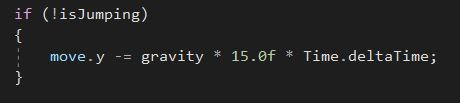 if (!isJumping)
{
move.y -= gravity * 15.0f * Time.deltaTime;
}